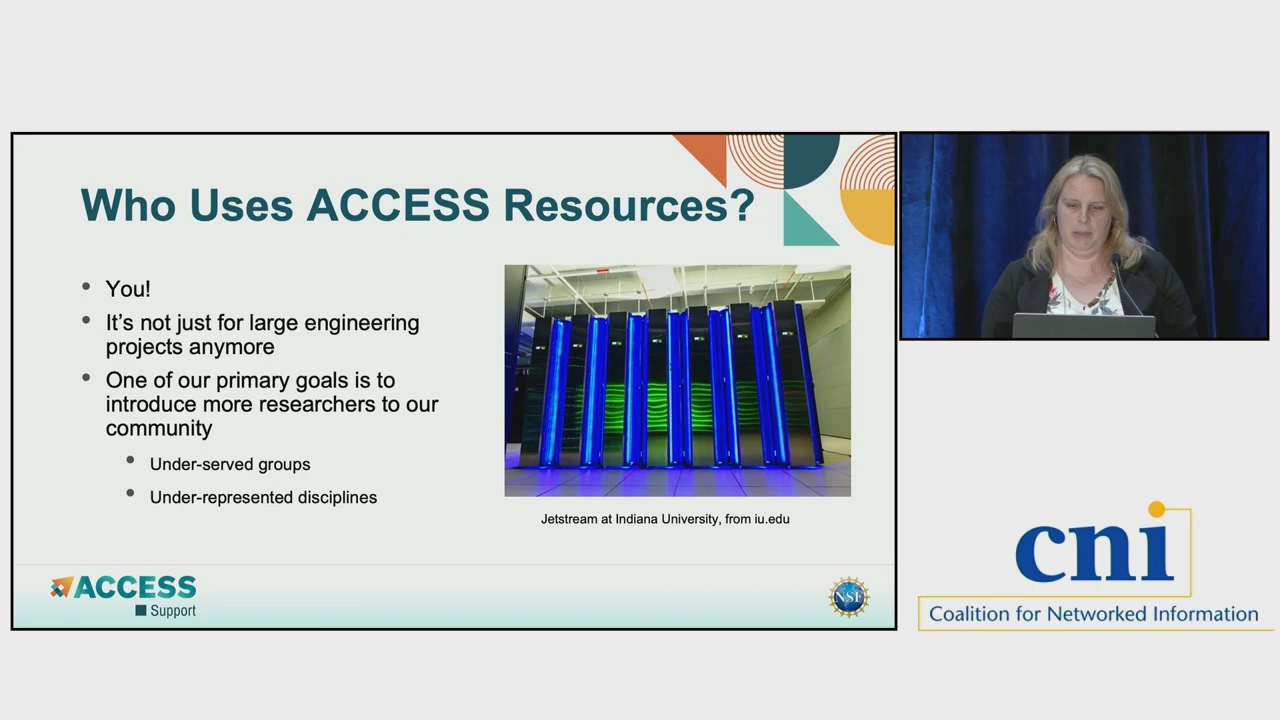 Who Uses ACCESS Resources?
You!
It's not just for large engineering
projects anymore
One of our primary goals is to
introduce more researchers to our
community
Under-served groups
Under-represented disciplines
Jetstream at Indiana University, from iu.edu
ACCESS
Support
NSF
cni
Coalition for Networked Information